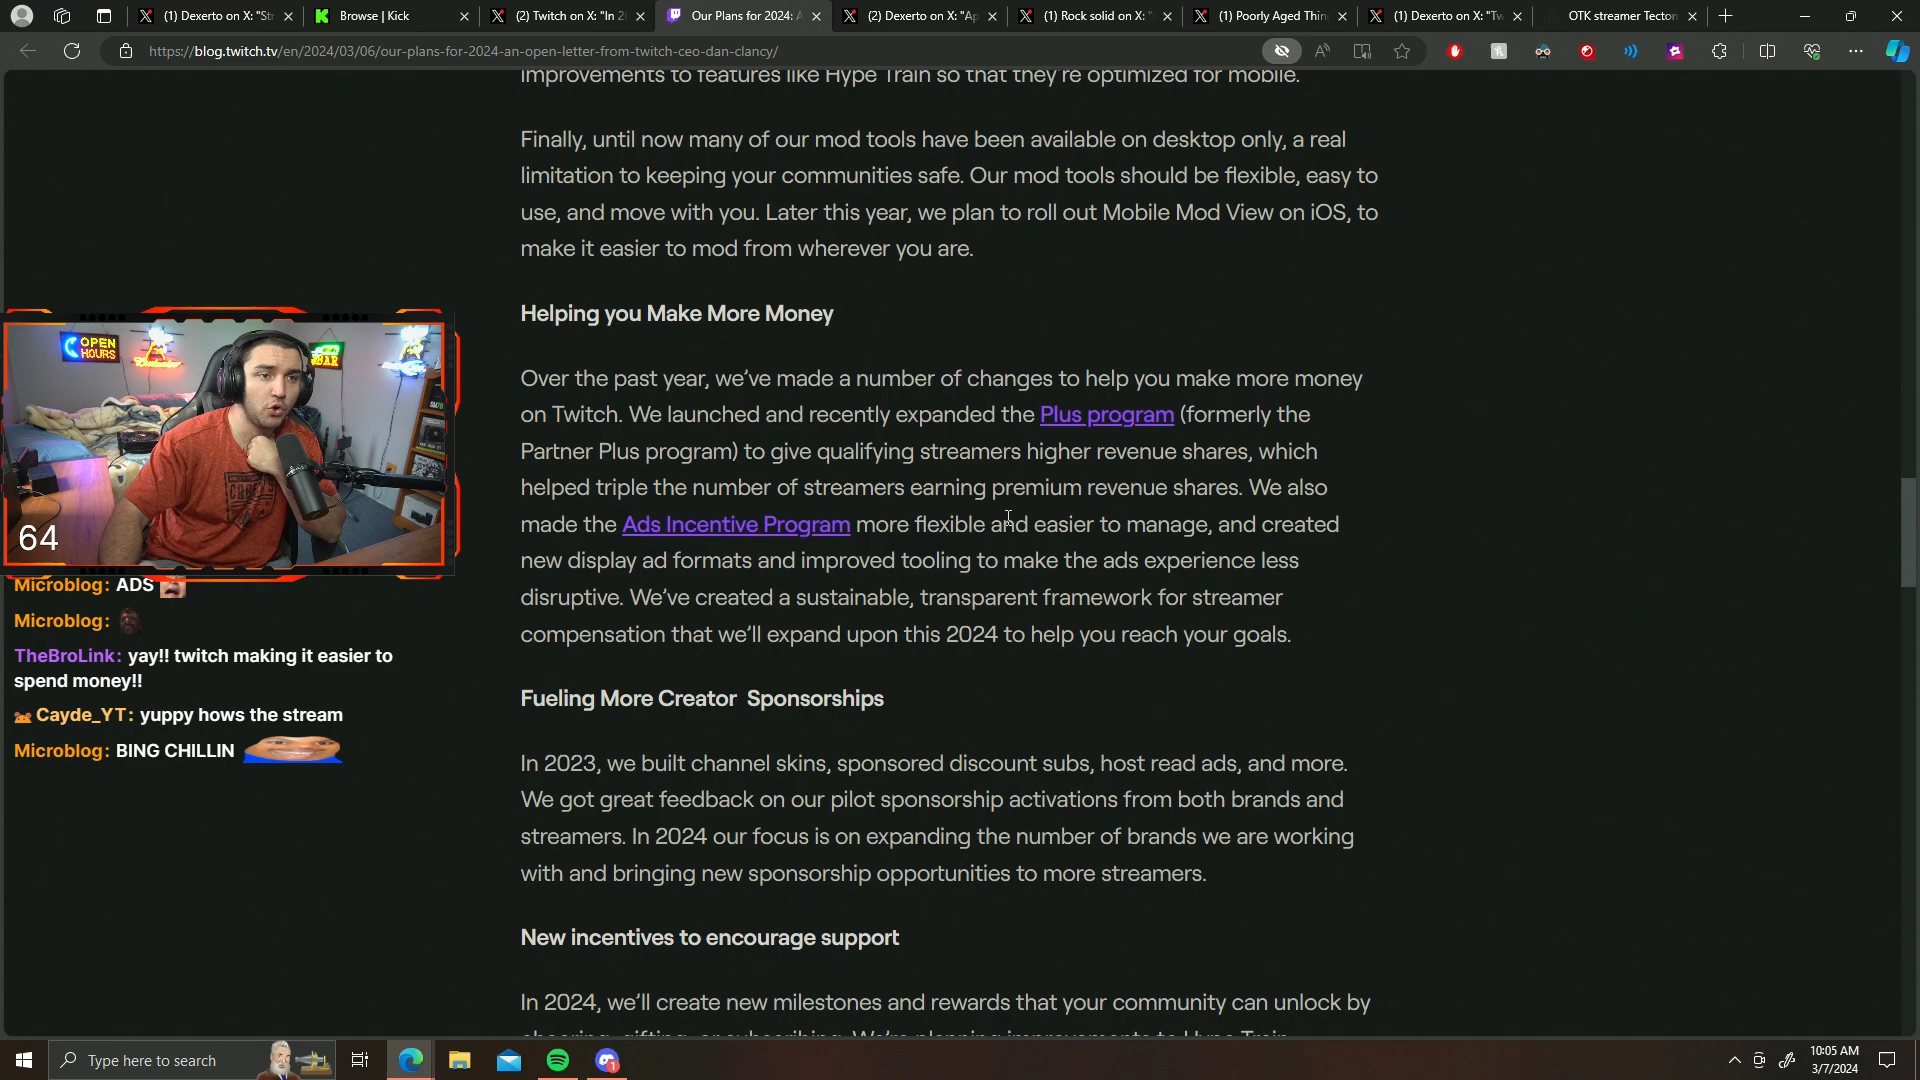 (1) Dexerto on X: "Str
Browse | Kick
(2) Twitch on X: "In 2
Our Plans for 2024: A
(2) Dexerto on X: "Ap
(1) Rock solid on X: "
(1) Poorly Aged Thin
(1) Dexerto on X: "Tw
OTK streamer Tecton
https://blog.twitch.tv/en/2024/03/06/our-plans-for-2024-an-open-letter-from-twitch-ceo-dan-clancy/
improvements to features like Hype Train so that they're optimized for mobile.
Finally, until now many of our mod tools have been available on desktop only, a real
limitation to keeping your communities safe. Our mod tools should be flexible, easy to
use, and move with you. Later this year, we plan to roll out Mobile Mod View on iOS, to
make it easier to mod from wherever you are.
Helping you Make More Money
Over the past year, we've made a number of changes to help you make more money
on Twitch. We launched and recently expanded the Plus program (formerly the
Partner Plus program) to give qualifying streamers higher revenue shares, which
helped triple the number of streamers earning premium revenue shares. We also
made the Ads Incentive Program more flexible and easier to manage, and created
new display ad formats and improved tooling to make the ads experience less
disruptive. We've created a sustainable, transparent framework for streamer
compensation that we'll expand upon this 2024 to help you reach your goals.
Fueling More Creator Sponsorships
In 2023, we built channel skins, sponsored discount subs, host read ads, and more.
We got great feedback on our pilot sponsorship activations from both brands and
streamers. In 2024 our focus is on expanding the number of brands we are working
with and bringing new sponsorship opportunities to more streamers.
New incentives to encourage support
In 2024, we'll create new milestones and rewards that your community can unlock by
cheering, gifting, or subscribing. We're planning improvements to Hype Train
OPEN
HOURS
BAR
64
Microblog: ADS
Microblog:
TheBroLink: yay!! twitch making it easier to
spend money!!
Cayde_YT: yuppy hows the stream
Microblog: BING CHILLIN
Type here to search
1
10:05 AM
3/7/2024